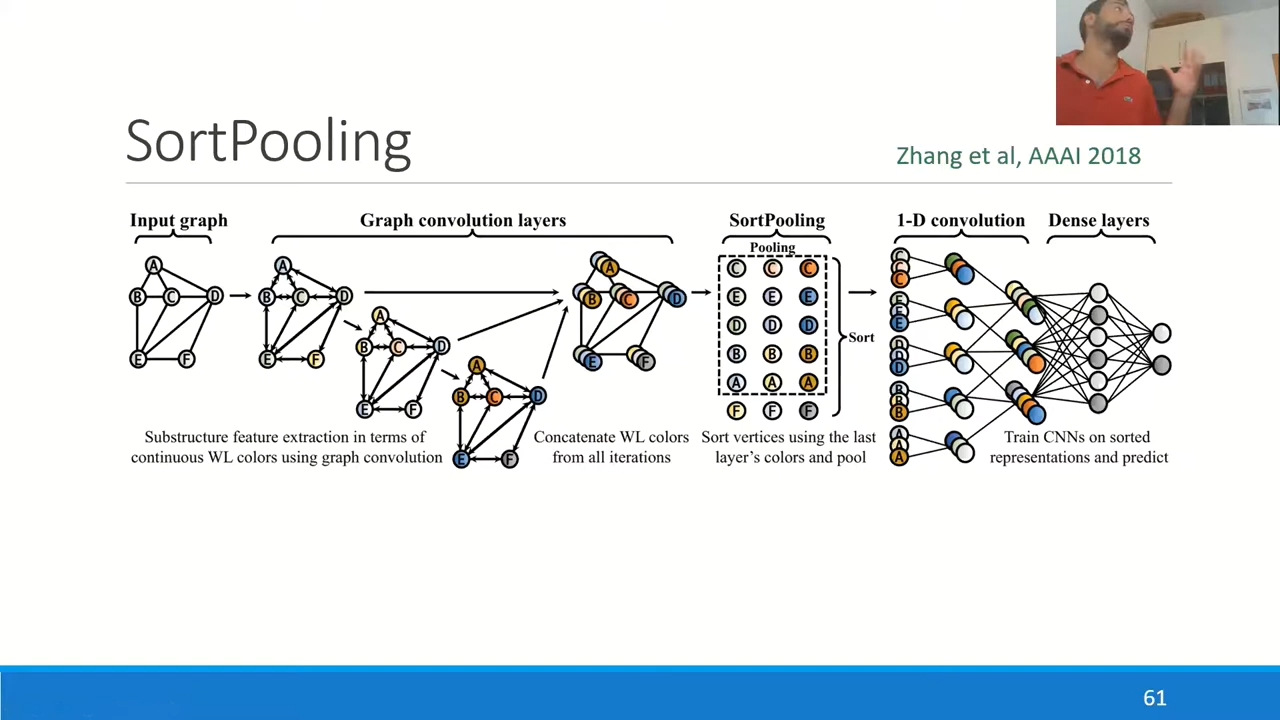 SortPooling
Zhang et al, AAAI 2018
Input graph
Graph convolution layers
SortPooling
1-D convolution
Dense layers
Pooling
A
B C D
E F
A
B C D
E F
A
B C D
E F
A
B C D
E F
A
B C D
E F
C C C
E E E
D D D
B B B
A A A
F F F
Sort
C
C
C
E
E
E
D
D
D
B
B
B
A
A
A
Substructure feature extraction in terms of
continuous WL colors using graph convolution
Concatenate WL colors
from all iterations
Sort vertices using the last
layer's colors and pool
Train CNNs on sorted
representations and predict
61